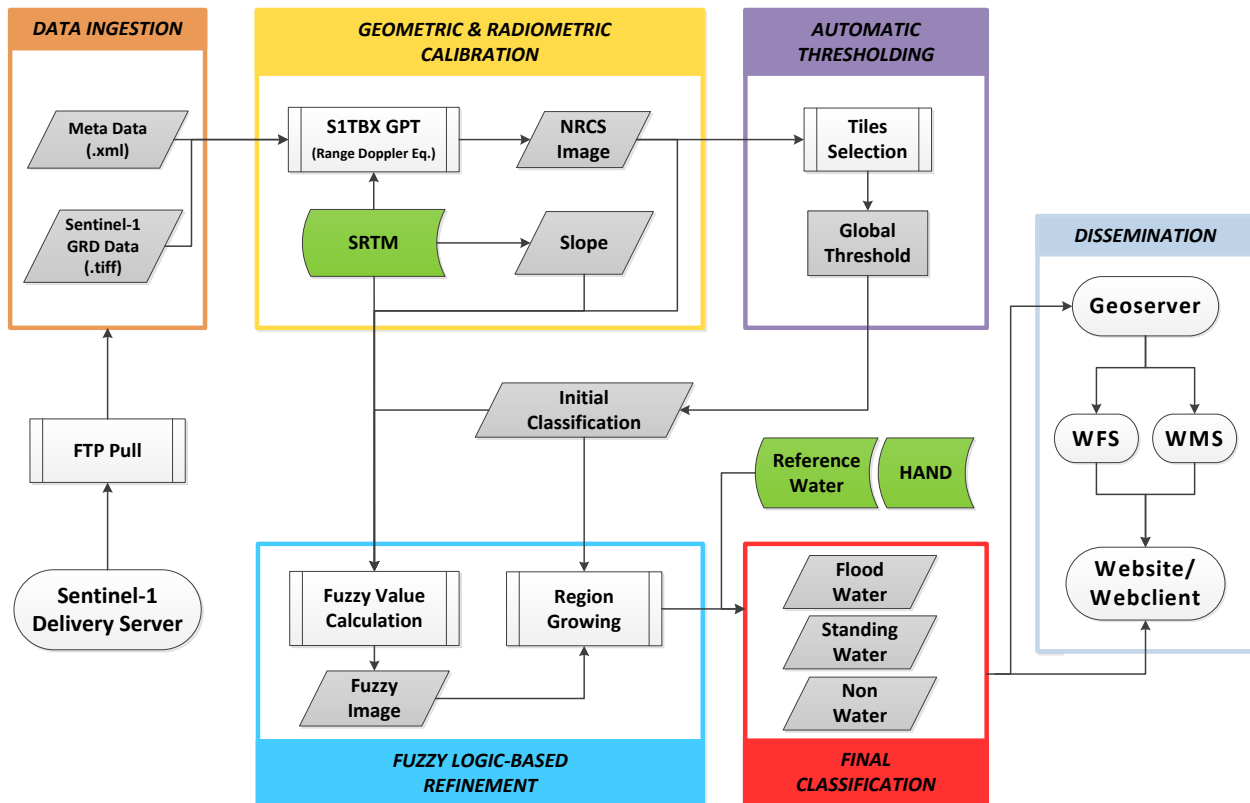 DATA INGESTION
Meta Data
(.xml)
Sentinel-1
GRD Data
(.tiff)
FTP Pull
Sentinel-1
Delivery Server
GEOMETRIC & RADIOMETRIC
CALIBRATION
S1TBX GPT
(Range Doppler Eq.)
NRCS
Image
SRTM
Slope
AUTOMATIC
THRESHOLDING
Tiles
Selection
Global
Threshold
Initial
Classification
Reference
Water
HAND
Fuzzy Value
Calculation
Region
Growing
Fuzzy
Image
FUZZY LOGIC-BASED
REFINEMENT
Flood
Water
Standing
Water
Non
Water
FINAL
CLASSIFICATION
DISSEMINATION
Geoserver
WFS
WMS
Website/
Webclient